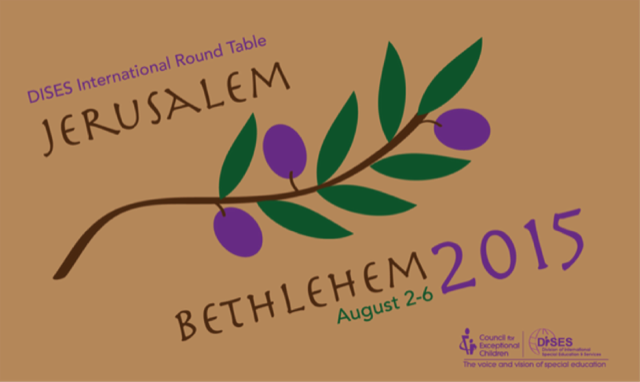 DISES International Round Table
JERUSALEM
BETHLEHEM 2015
August 2-6
Council for
Exceptional
Children
DISES
Division of International
Special Education & Services
The voice and vision of special education